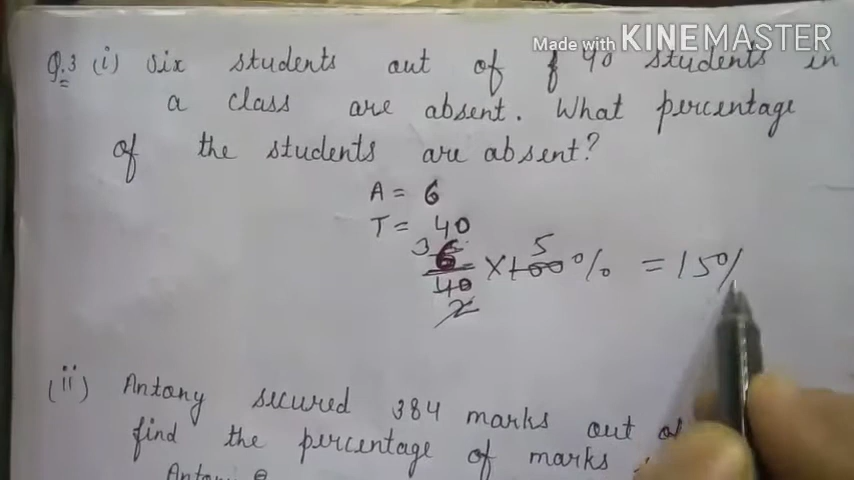 Made with KINEMASTER
Q.3 (i) six students out of f 40 students in
a class are absent. What percentage
of the students are absent?
A = 6
T = 40
3
6/40 × 100% = 15%
5
2
(ii) Antony secured 384 marks out of
find the percentage of marks
Antony